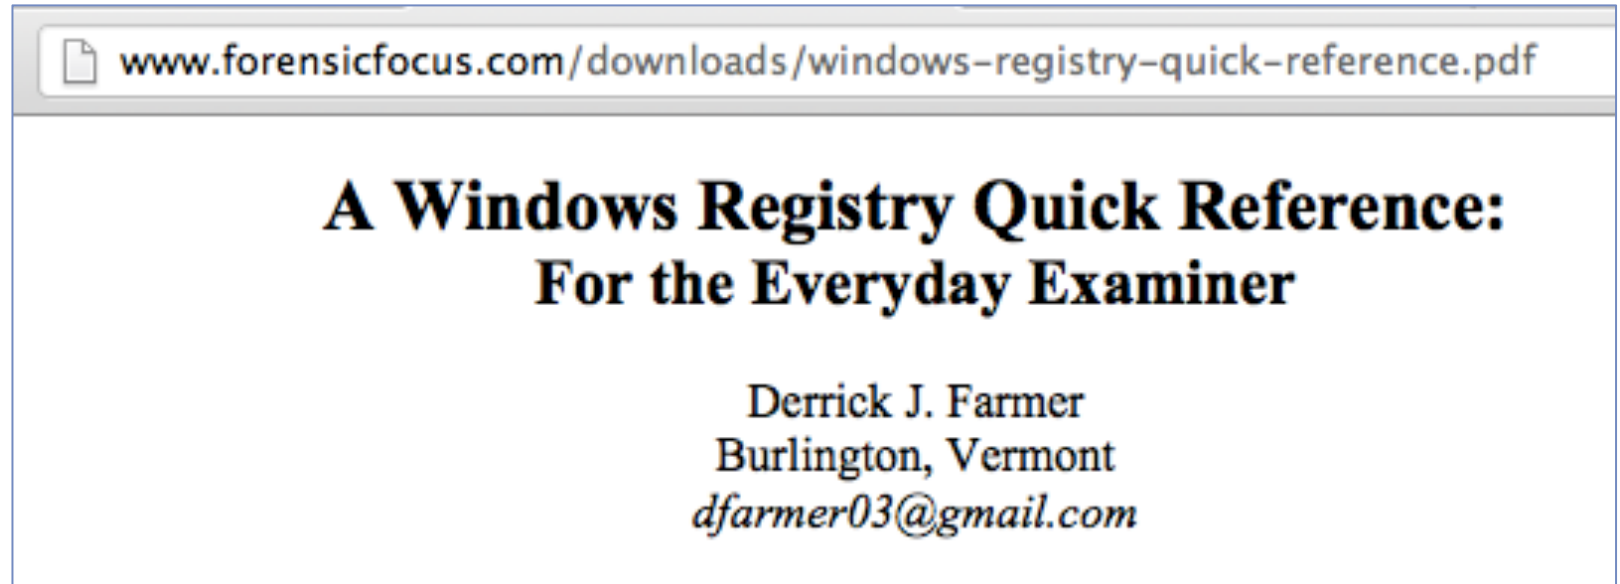 www.forensicfocus.com/downloads/windows-registry-quick-reference.pdf
A Windows Registry Quick Reference:
For the Everyday Examiner
Derrick J. Farmer
Burlington, Vermont
dfarmer03@gmail.com